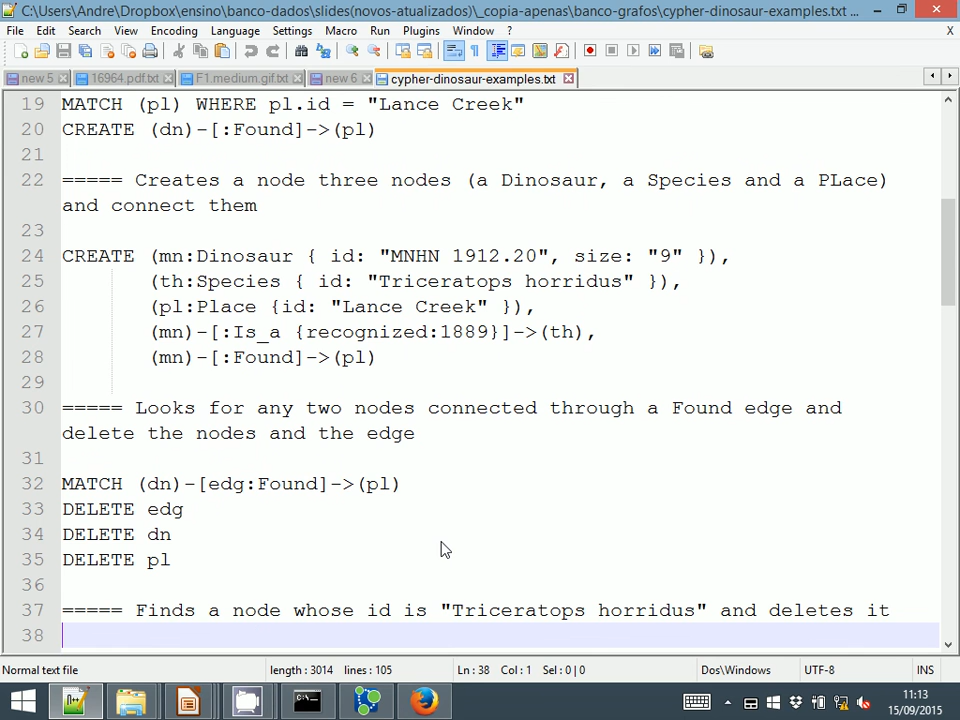 C:\Users\Andre\Dropbox\ensino\banco-dados\slides(novos-atualizados)\_copia-apenas\banco-grafos\cypher-dinosaur-examples.txt ...
File Edit Search View Encoding Language Settings Macro Run Plugins Window ? X
new 5 16964.pdf.txt F1.medium.gif.txt new 6 cypher-dinosaur-examples.txt
19 MATCH (pl) WHERE pl.id = "Lance Creek"
20 CREATE (dn)-[:Found]->(pl)
21
22 ===== Creates a node three nodes (a Dinosaur, a Species and a PLace)
and connect them
23
24 CREATE (mn:Dinosaur { id: "MNHN 1912.20", size: "9" }),
25 (th:Species { id: "Triceratops horridus" }),
26 (pl:Place {id: "Lance Creek" }),
27 (mn)-[:Is_a {recognized:1889}]->(th),
28 (mn)-[:Found]->(pl)
29
30 ===== Looks for any two nodes connected through a Found edge and
delete the nodes and the edge
31
32 MATCH (dn)-[edg:Found]->(pl)
33 DELETE edg
34 DELETE dn
35 DELETE pl
36
37 ===== Finds a node whose id is "Triceratops horridus" and deletes it
38
Normal text file length : 3014 lines : 105 Ln : 38 Col : 1 Sel : 0 | 0 Dos\Windows UTF-8 INS
11:13
15/09/2015